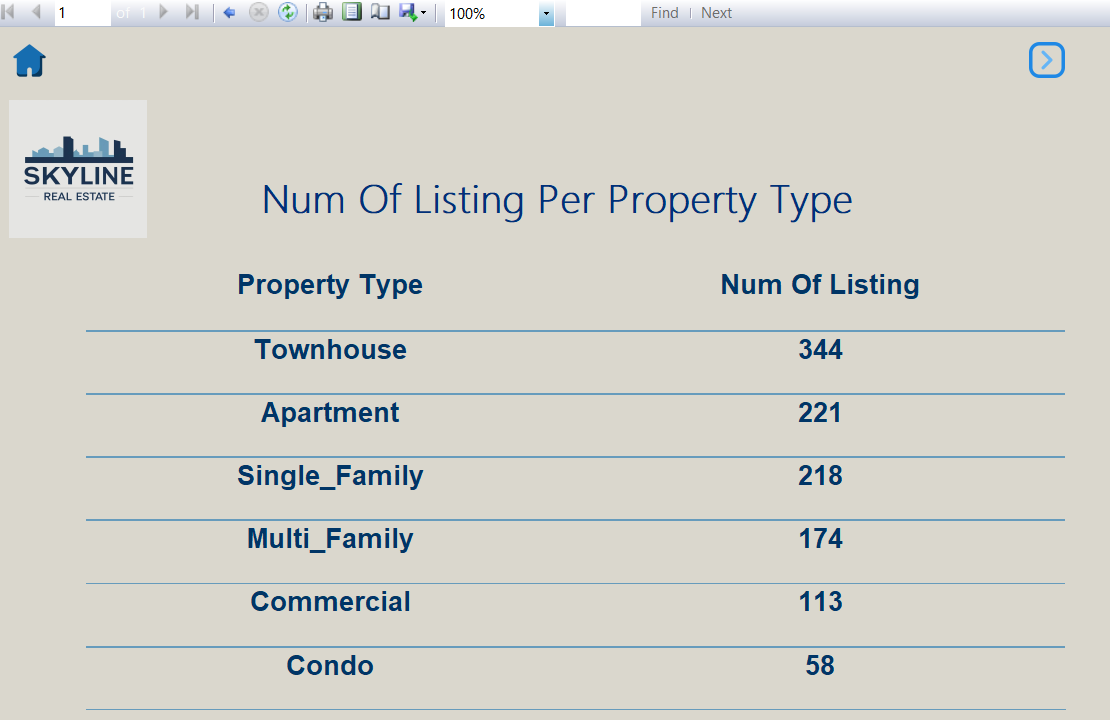 1 of 1 100% Find Next
SKYLINE
REAL ESTATE
Num Of Listing Per Property Type
Property Type Num Of Listing
Townhouse 344
Apartment 221
Single_Family 218
Multi_Family 174
Commercial 113
Condo 58